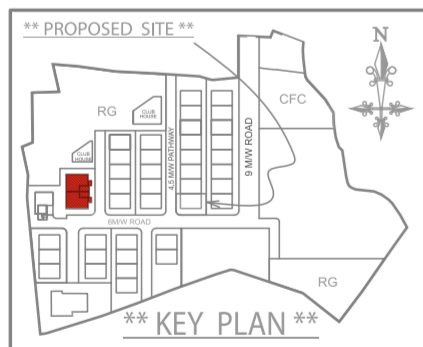 ** PROPOSED SITE **
N
RG
CLUB
HOUSE
CFC
CLUB
HOUSE
4.5 M/W PATHWAY
9 M/W ROAD
6M/W ROAD
RG
** KEY PLAN **